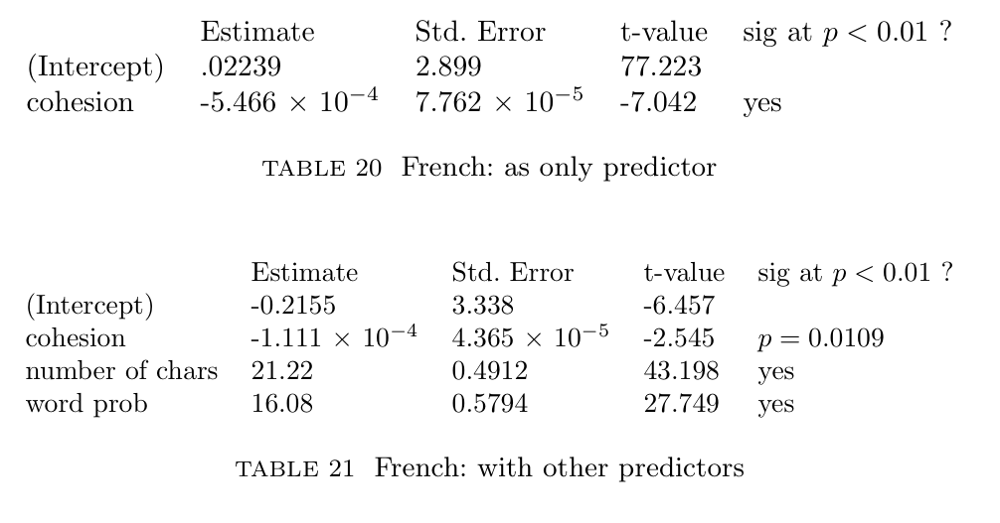 Estimate Std. Error t-value sig at p < 0.01 ?
(Intercept) .02239 2.899 77.223
cohesion -5.466 × 10⁻⁴ 7.762 × 10⁻⁵ -7.042 yes
TABLE 20 French: as only predictor
Estimate Std. Error t-value sig at p < 0.01 ?
(Intercept) -0.2155 3.338 -6.457
cohesion -1.111 × 10⁻⁴ 4.365 × 10⁻⁵ -2.545 p = 0.0109
number of chars 21.22 0.4912 43.198 yes
word prob 16.08 0.5794 27.749 yes
TABLE 21 French: with other predictors